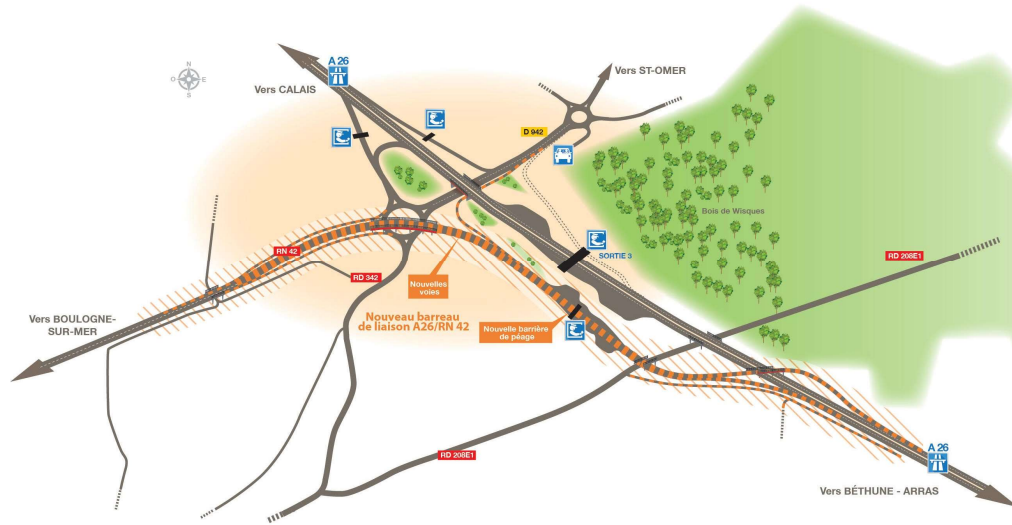 A 26
Vers CALAIS
N
O
E
S
Vers ST-OMER
D 942
Bois de Wisques
RD 208E1
SORTIE 3
RN 42
RD 342
Nouvelles
voies
Nouveau barreau
de liaison A26/RN 42
Nouvelle barrière
de péage
Vers BOULOGNE-
SUR-MER
RD 208E1
A 26
Vers BÉTHUNE - ARRAS